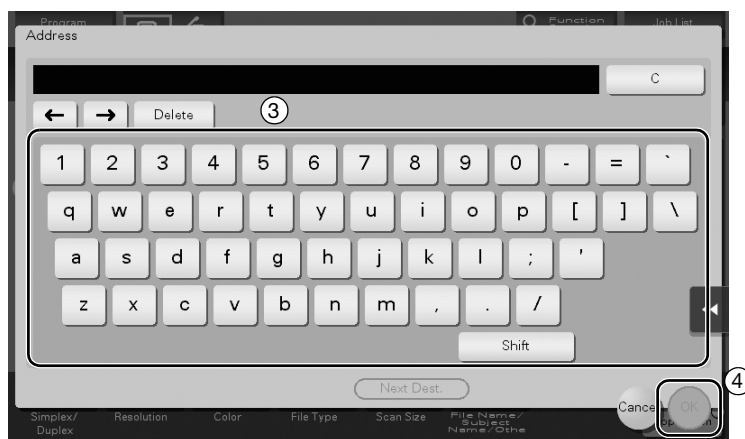 Program
Function
Job List
Address
C
← → Delete
③
1 2 3 4 5 6 7 8 9 0 - = `
q w e r t y u i o p [ ] \
a s d f g h j k l ; '
z x c v b n m , . /
Shift
Next Dest.
④
Cancel OK
Simplex/
Duplex
Resolution
Color
File Type
Scan Size
File Name/
Subject
Name/Othe